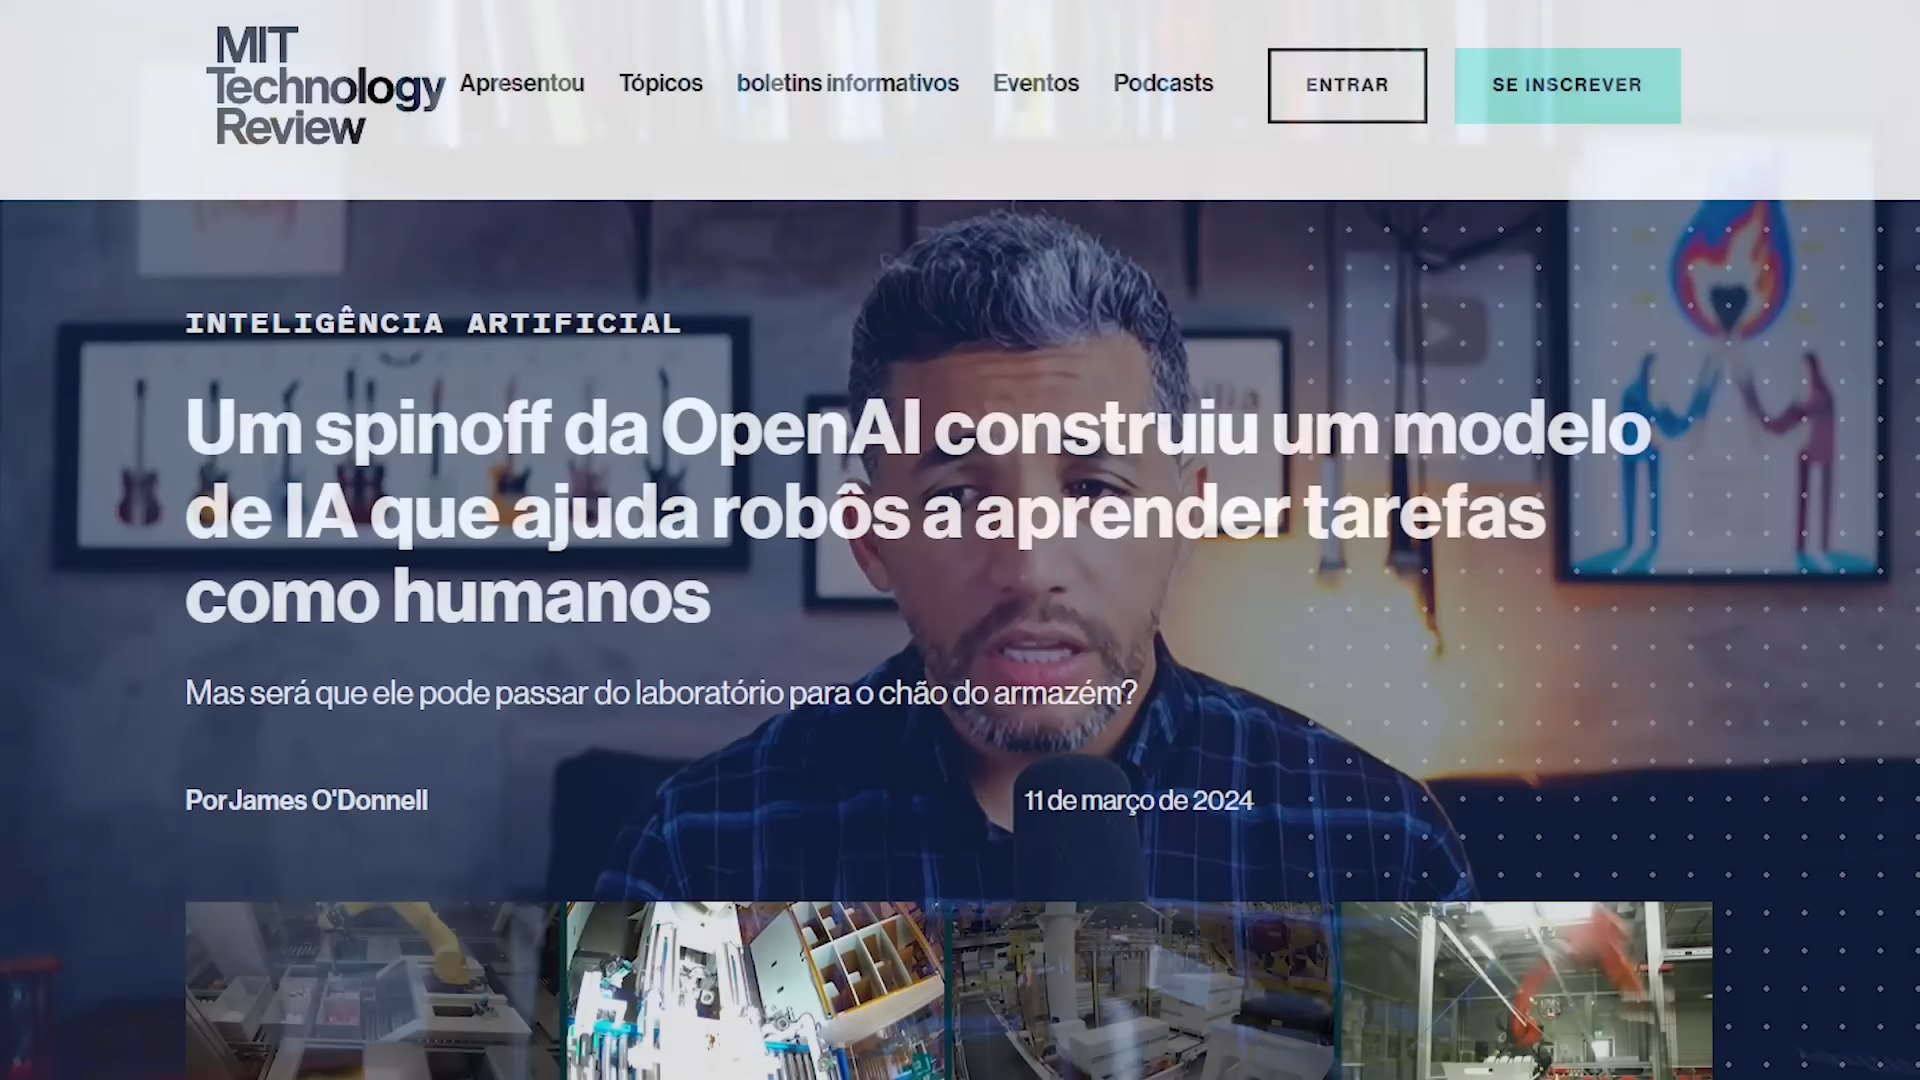 MIT
Technology
Review
Apresentou
Tópicos
boletins informativos
Eventos
Podcasts
ENTRAR
SE INSCREVER
INTELIGÊNCIA ARTIFICIAL
Um spinoff da OpenAI construiu um modelo
de IA que ajuda robôs a aprender tarefas
como humanos
Mas será que ele pode passar do laboratório para o chão do armazém?
PorJames O'Donnell
11 de março de 2024